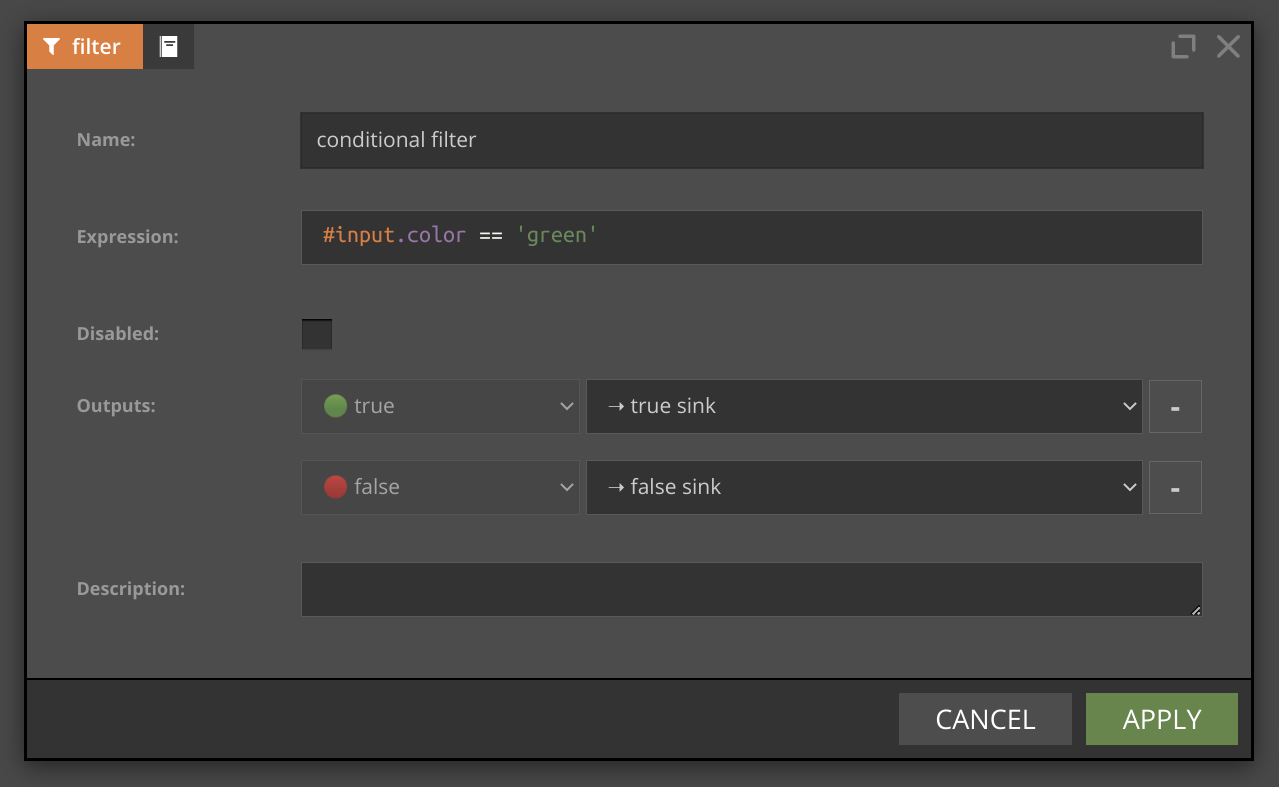 filter
Name:
conditional filter
Expression:
#input.color == 'green'
Disabled:
Outputs:
true
→ true sink
-
false
→ false sink
-
Description:
CANCEL
APPLY